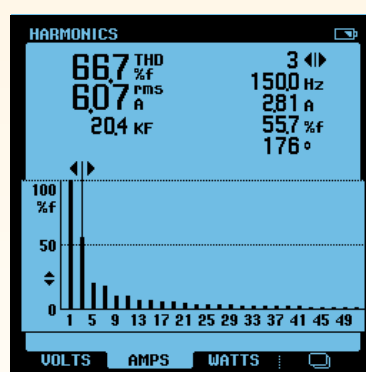 HARMONICS
66,7 THD %f
6,07 rms A
20,4 KF
3
150,0 Hz
2,81 A
55,7 %f
176 °
100
%f
50
0
1 5 9 13 17 21 25 29 33 37 41 45 49
VOLTS AMPS WATTS